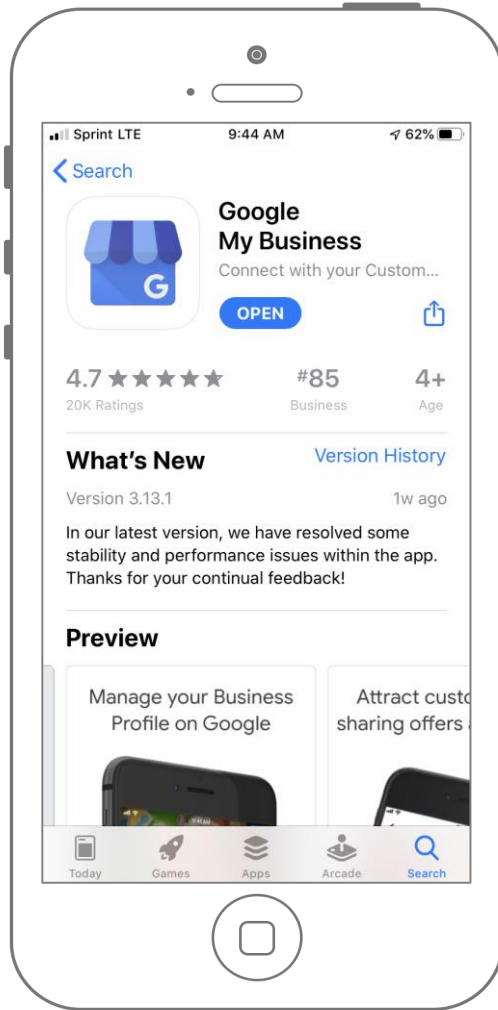 Sprint LTE 9:44 AM 62%
Search
Google
My Business
Connect with your Custom...
G
OPEN
4.7 #85 4+
20K Ratings Business Age
What's New Version History
Version 3.13.1 1w ago
In our latest version, we have resolved some
stability and performance issues within the app.
Thanks for your continual feedback!
Preview
Manage your Business Attract custo
Profile on Google sharing offers
Today Games Apps Arcade Search